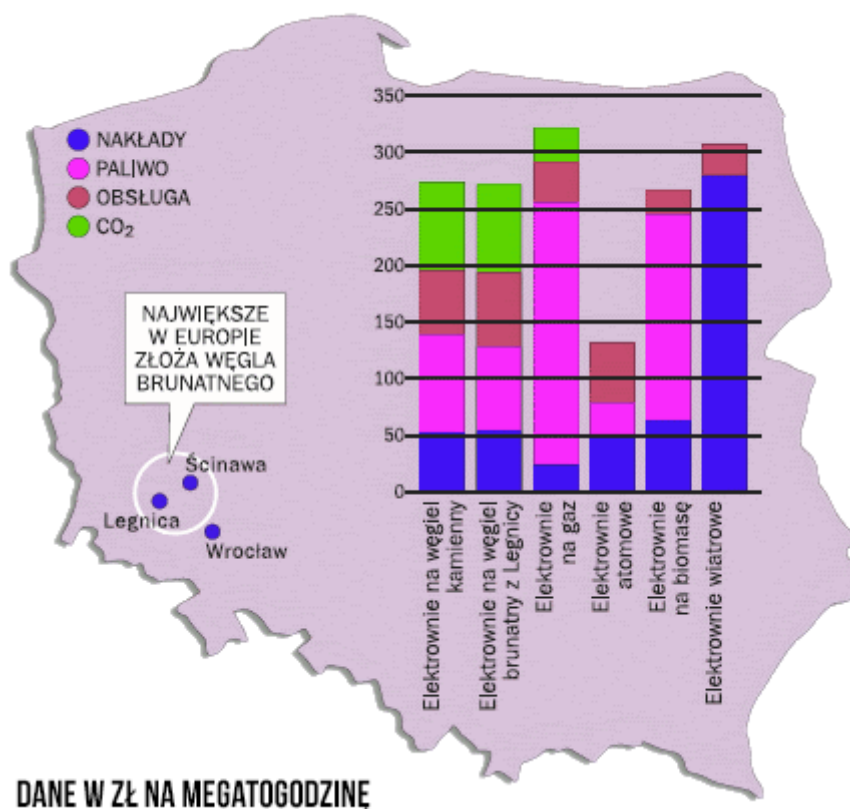 350
300
250
200
150
100
50
0
NAKŁADY
PALIWO
OBSŁUGA
CO₂
NAJWIĘKSZE
W EUROPIE
ZŁOŻA WĘGLA
BRUNATNEGO
Ścinawa
Legnica
Wrocław
Elektrownie na węgiel
kamienny
Elektrownie na węgiel
brunatny z Legnicy
Elektrownie
na gaz
Elektrownie
atomowe
Elektrownie
na biomasę
Elektrownie wiatrowe
DANE W ZŁ NA MEGATOGODZINĘ